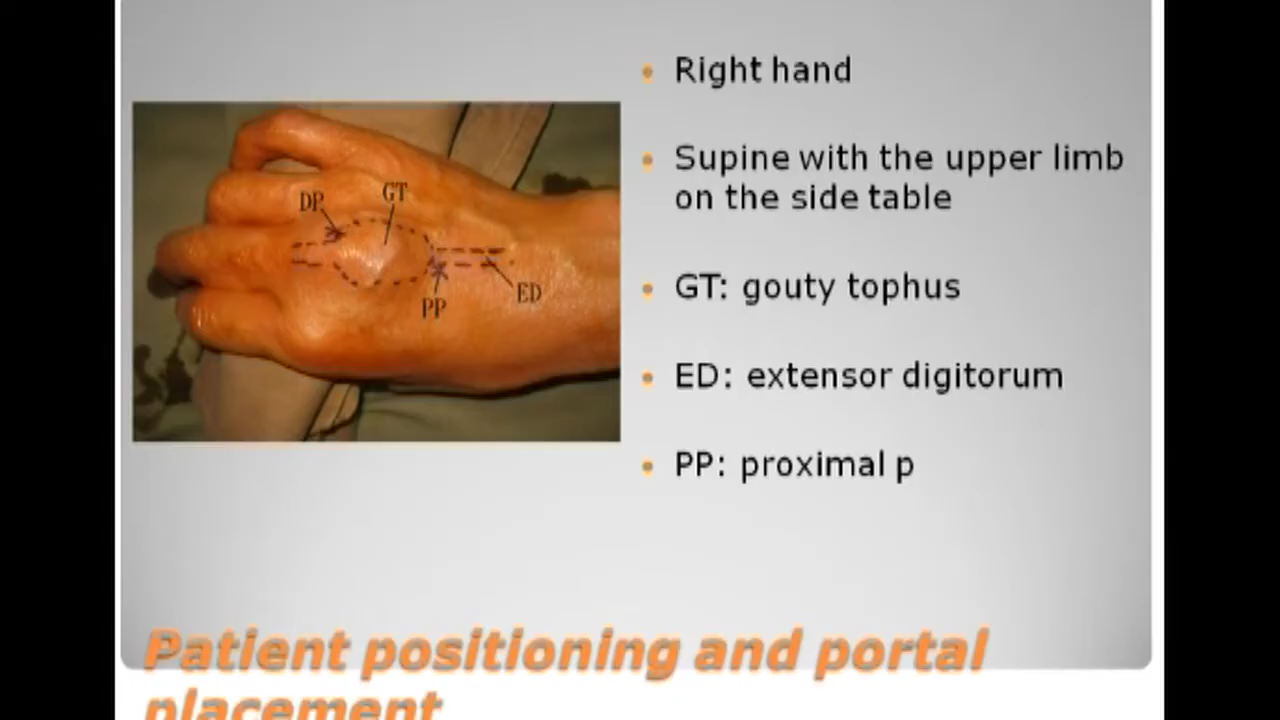 Right hand
Supine with the upper limb
on the side table
GT: gouty tophus
ED: extensor digitorum
PP: proximal p
DP
GT
PP
ED
Patient positioning and portal
placement